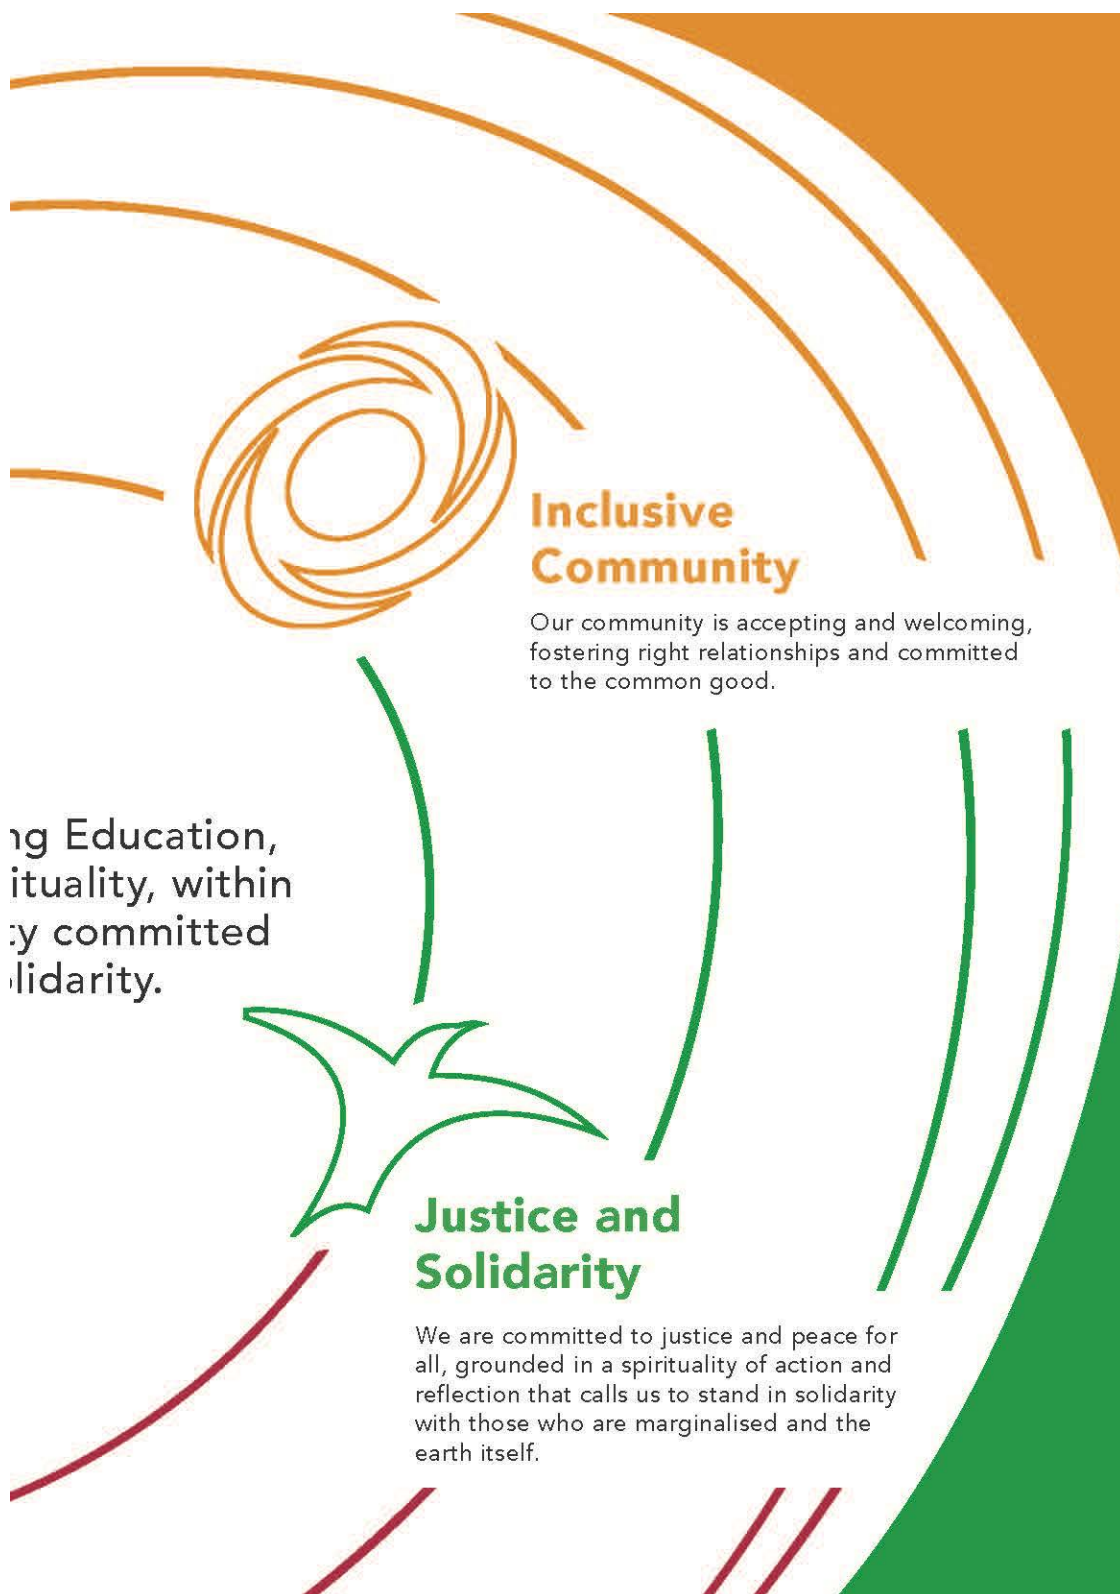 Inclusive
Community
Our community is accepting and welcoming,
fostering right relationships and committed
to the common good.
Education,
within
committed
Justice and
Solidarity
We are committed to justice and peace for
all, grounded in a spirituality of action and
reflection that calls us to stand in solidarity
with those who are marginalised and the
earth itself.